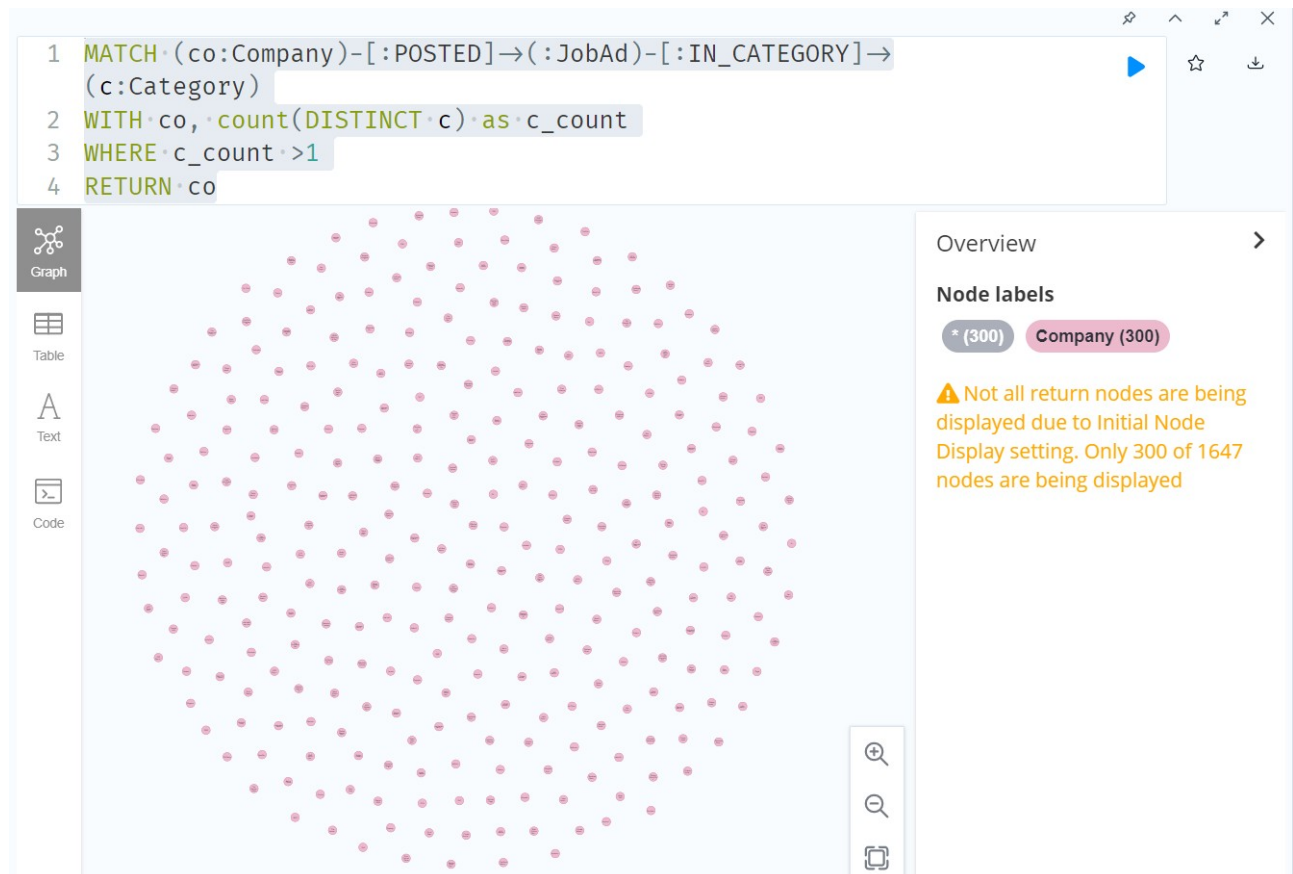 1 MATCH (co:Company)-[:POSTED]→(:JobAd)-[:IN_CATEGORY]→
(c:Category)
2 WITH co, count(DISTINCT c) as c_count
3 WHERE c_count >1
4 RETURN co
Graph
Table
Text
Code
Overview
Node labels
* (300) Company (300)
Not all return nodes are being
displayed due to Initial Node
Display setting. Only 300 of 1647
nodes are being displayed